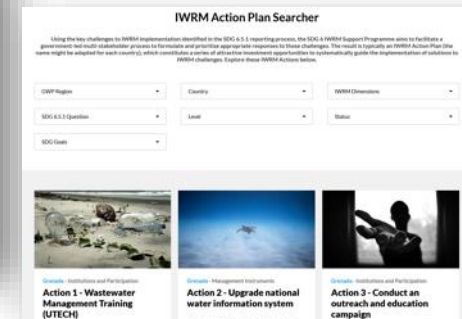 IWRM Action Plan Searcher
Using the key challenges to IWRM implementation identified in the SDG 6.5.1 reporting process, the SDG 6 IWRM Support Programme aims to facilitate a
government-led multi-stakeholder process to formulate and prioritise appropriate responses to those challenges. The result is typically an IWRM Action Plan (the
name might be adapted for each country), which constitutes a series of attractive investment opportunities to systematically guide the implementation of solutions to
IWRM challenges. Explore those IWRM Actions below.
GWP Region
Country
IWRM Dimensions
SDG 6.5.1 Question
Level
Status
SDG Goals
Grenada - Institutions and Participation
Action 1 - Wastewater
Management Training
(UTECH)
Grenada - Management Instruments
Action 2 - Upgrade national
water information system
Grenada - Institutions and Participation
Action 3 - Conduct an
outreach and education
campaign